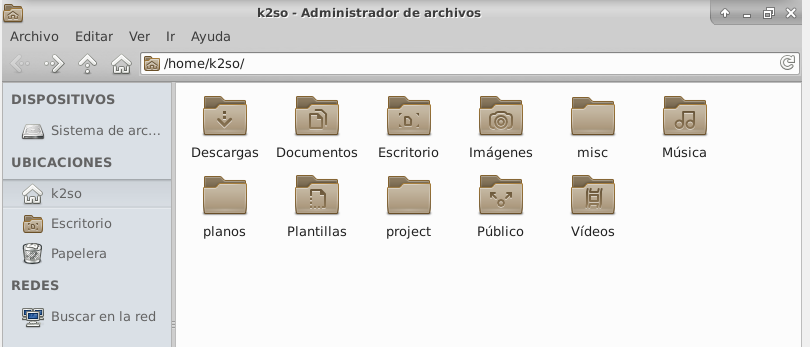 k2so - Administrador de archivos
Archivo Editar Ver Ir Ayuda
/home/k2so/
DISPOSITIVOS
Sistema de arc...
UBICACIONES
k2so
Escritorio
Papelera
REDES
Buscar en la red
Descargas Documentos Escritorio Imágenes misc Música
planos Plantillas project Público Vídeos